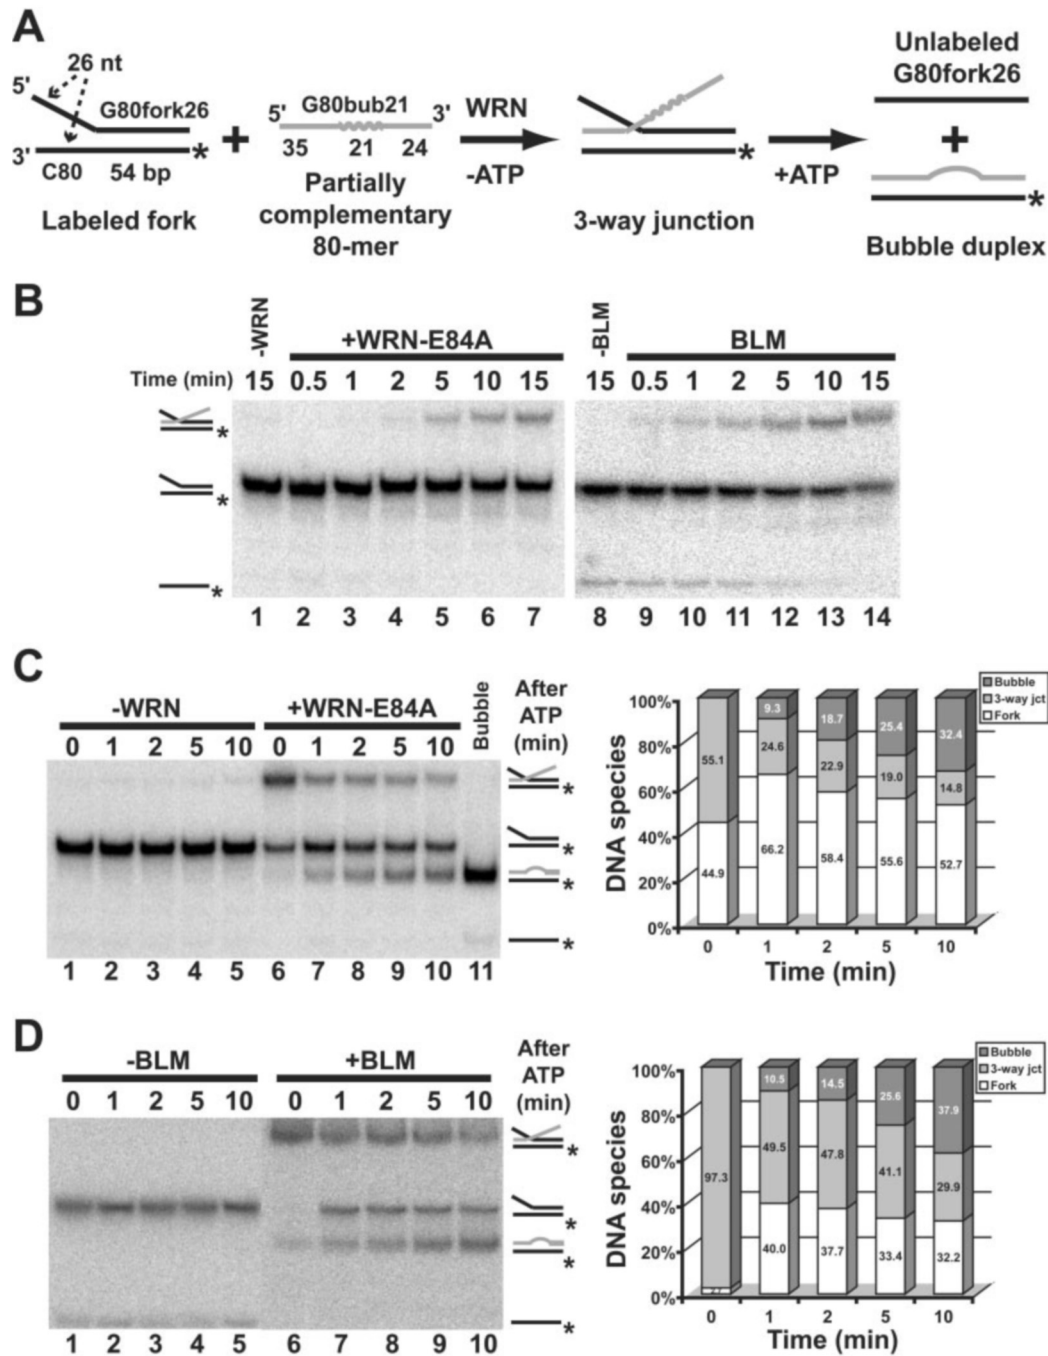 A
5' 26 nt G80fork26
3' C80 54 bp *
Labeled fork
+
5' G80bub21 3'
35 21 24
Partially
complementary
80-mer
WRN
-ATP
*
3-way junction
+ATP
Unlabeled
G80fork26
+
*
Bubble duplex
B
-WRN +WRN-E84A -BLM BLM
Time (min) 15 0.5 1 2 5 10 15 15 0.5 1 2 5 10 15
*
*
*
1 2 3 4 5 6 7 8 9 10 11 12 13 14
C
-WRN +WRN-E84A Bubble After
ATP
(min)
0 1 2 5 10 0 1 2 5 10
*
*
*
*
1 2 3 4 5 6 7 8 9 10 11
Bubble
3-way jct
Fork
DNA species
100%
80%
60%
40%
20%
0%
55.1
44.9
9.3
24.6
66.2
18.7
22.9
58.4
25.4
19.0
55.6
32.4
14.8
52.7
0 1 2 5 10
Time (min)
D
-BLM +BLM After
ATP
(min)
0 1 2 5 10 0 1 2 5 10
*
*
*
*
1 2 3 4 5 6 7 8 9 10
Bubble
3-way jct
Fork
DNA species
100%
80%
60%
40%
20%
0%
97.3
10.5
49.5
40.0
14.5
47.8
37.7
25.6
41.1
33.4
37.9
29.9
32.2
0 1 2 5 10
Time (min)